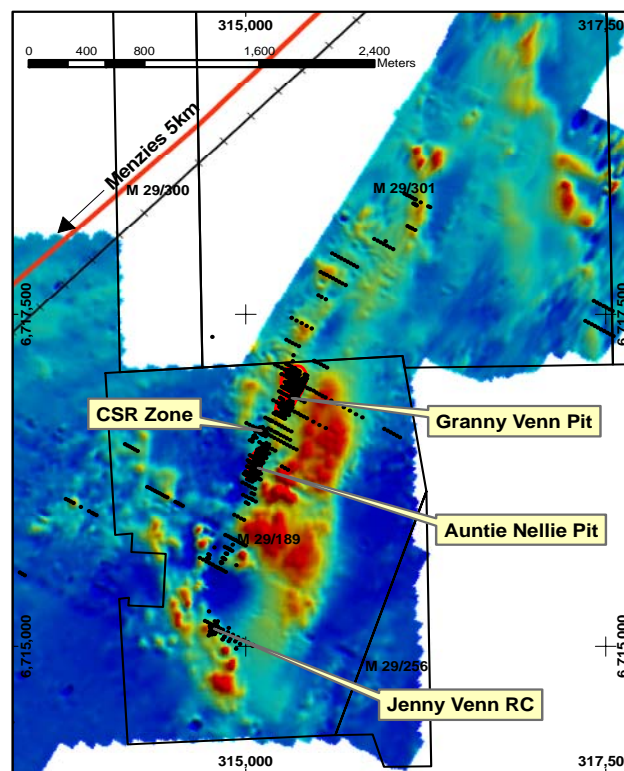 315,000
317,500
0 400 800 1,600 2,400
Meters
Menzies 5km
M 29/300
M 29/301
6,717,500
6,717,500
CSR Zone
Granny Venn Pit
Auntie Nellie Pit
M 29/189
6,715,000
6,715,000
M 29/256
Jenny Venn RC
315,000
317,500